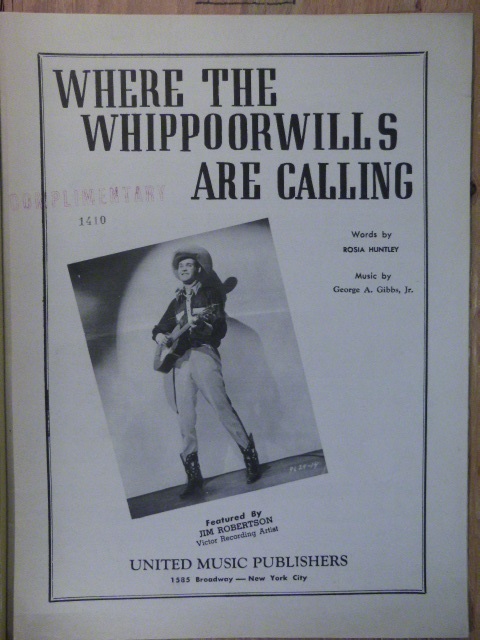 WHERE THE
WHIPPOORWILLS
ARE CALLING
COMPLIMENTARY
1410
Words by
ROSIA HUNTLEY
Music by
George A. Gibbs, Jr.
Featured By
JIM ROBERTSON
Victor Recording Artist
UNITED MUSIC PUBLISHERS
1585 Broadway — New York City